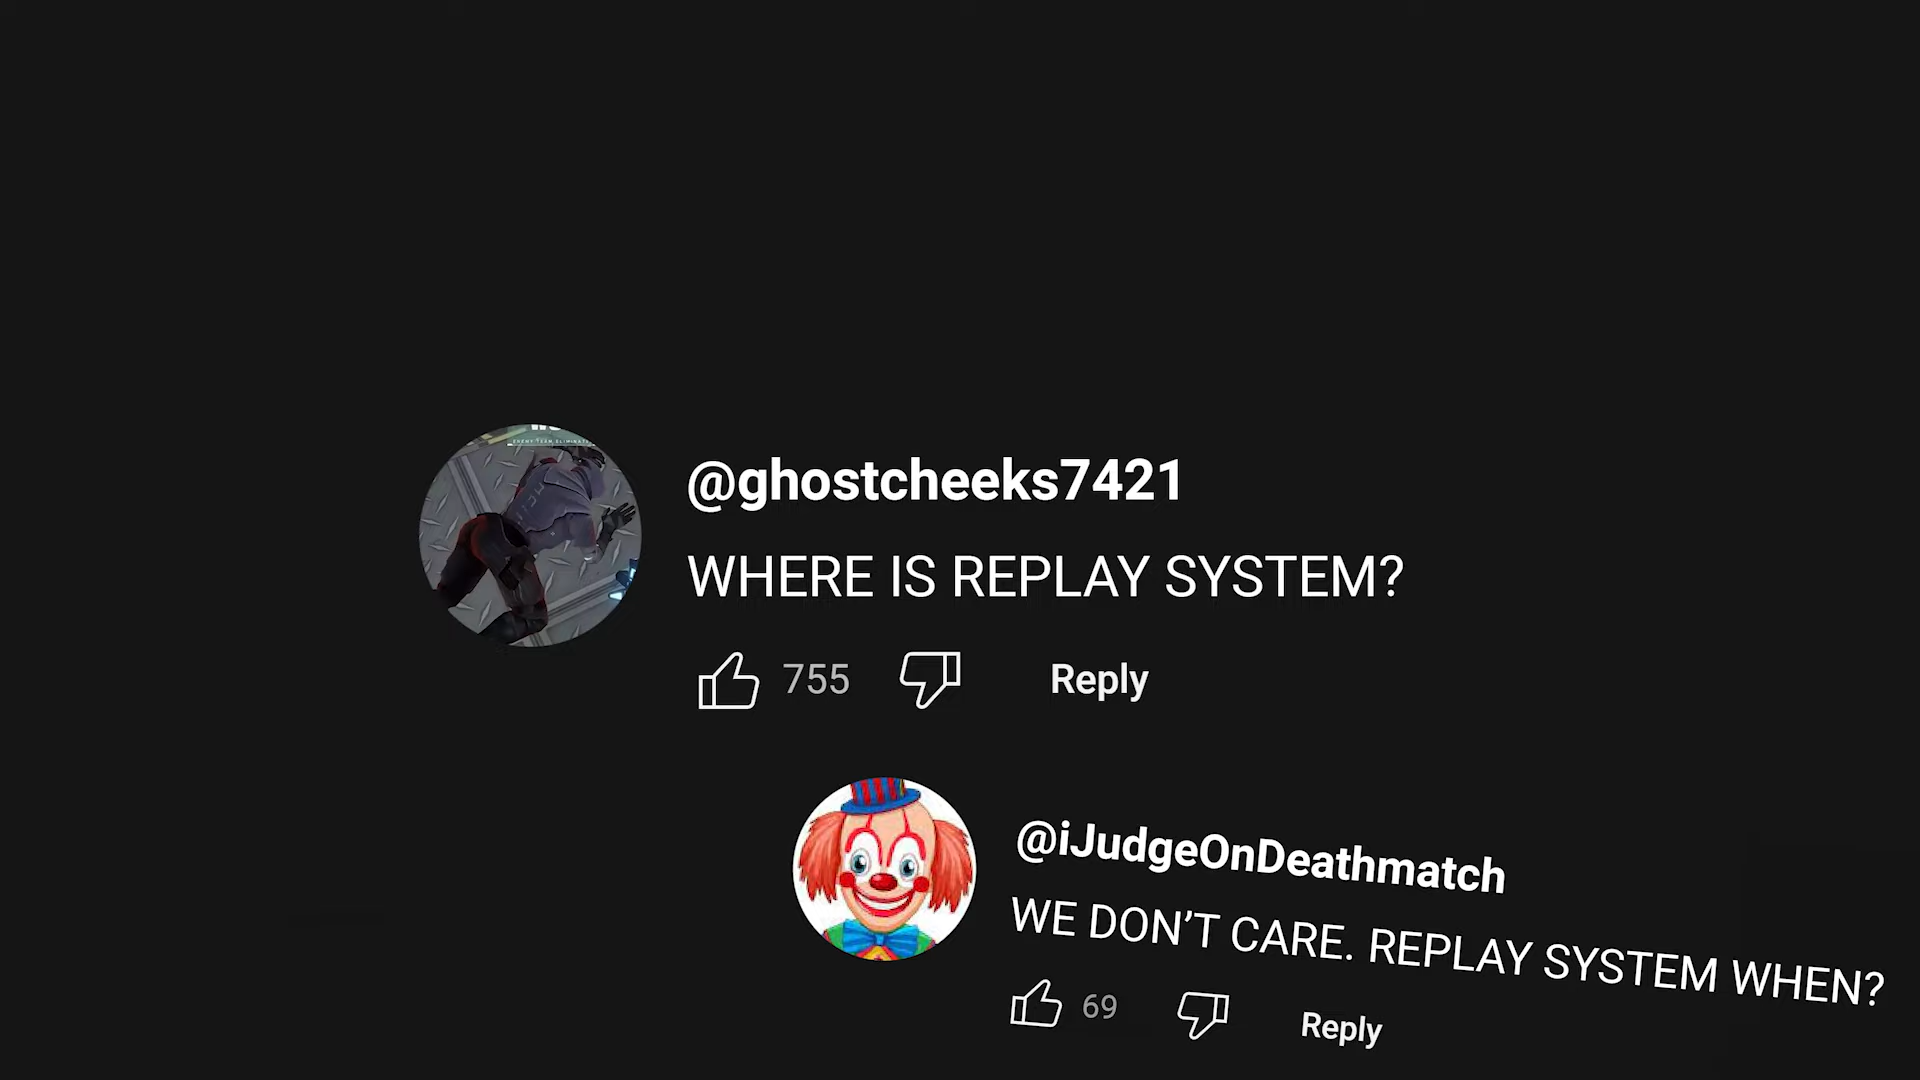 @ghostcheeks7421
WHERE IS REPLAY SYSTEM?
755
Reply
@iJudgeOnDeathmatch
WE DON’T CARE. REPLAY SYSTEM WHEN?
69
Reply